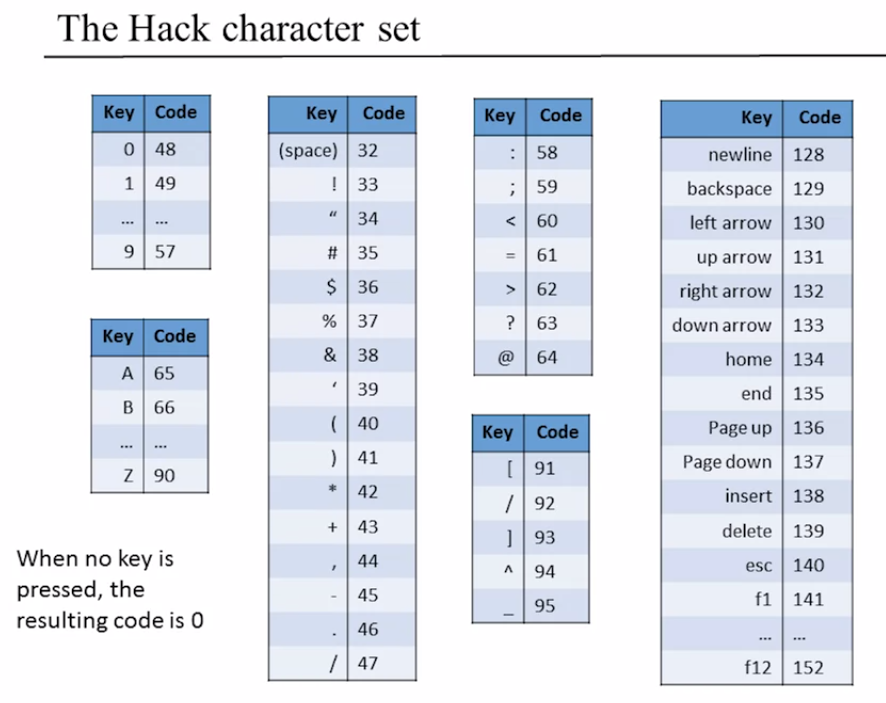 The Hack character set
Key Code
0 48
1 49
... ...
9 57
Key Code
A 65
B 66
... ...
Z 90
When no key is
pressed, the
resulting code is 0
Key Code
(space) 32
! 33
“ 34
# 35
$ 36
% 37
& 38
‘ 39
( 40
) 41
* 42
+ 43
, 44
- 45
. 46
/ 47
Key Code
: 58
; 59
< 60
= 61
> 62
? 63
@ 64
Key Code
[ 91
/ 92
] 93
^ 94
_ 95
Key Code
newline 128
backspace 129
left arrow 130
up arrow 131
right arrow 132
down arrow 133
home 134
end 135
Page up 136
Page down 137
insert 138
delete 139
esc 140
f1 141
... ...
f12 152